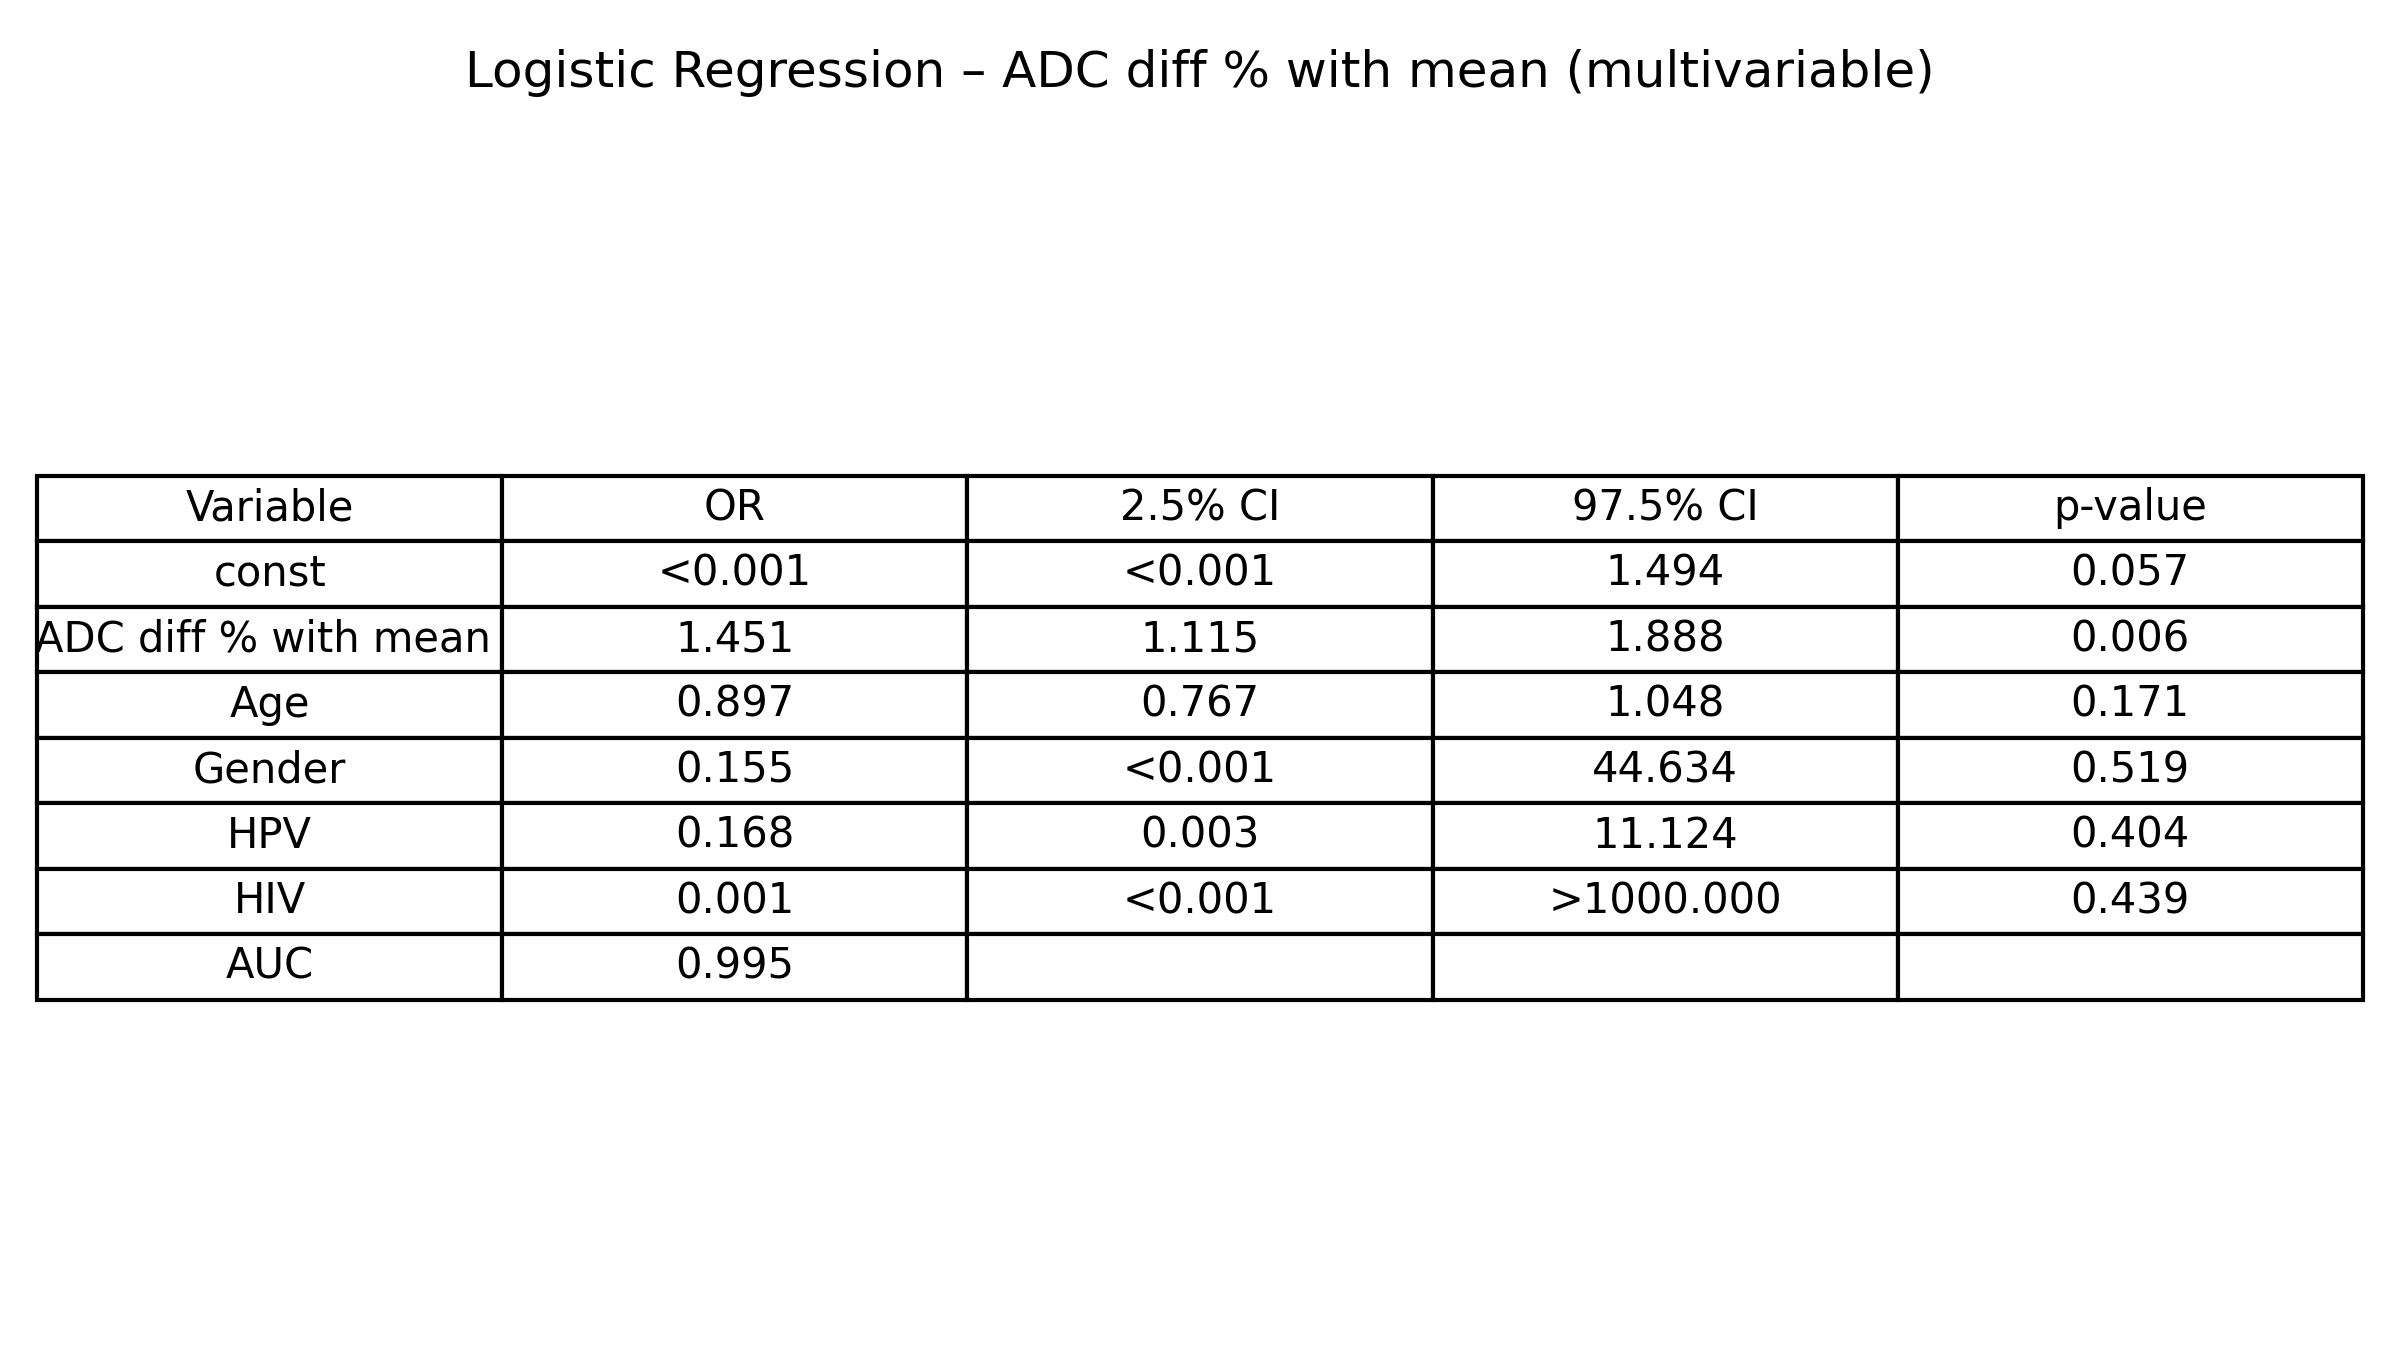 Logistic Regression – ADC diff % with mean (multivariable)
Variable OR 2.5% CI 97.5% CI p-value
const <0.001 <0.001 1.494 0.057
ADC diff % with mean 1.451 1.115 1.888 0.006
Age 0.897 0.767 1.048 0.171
Gender 0.155 <0.001 44.634 0.519
HPV 0.168 0.003 11.124 0.404
HIV 0.001 <0.001 >1000.000 0.439
AUC 0.995